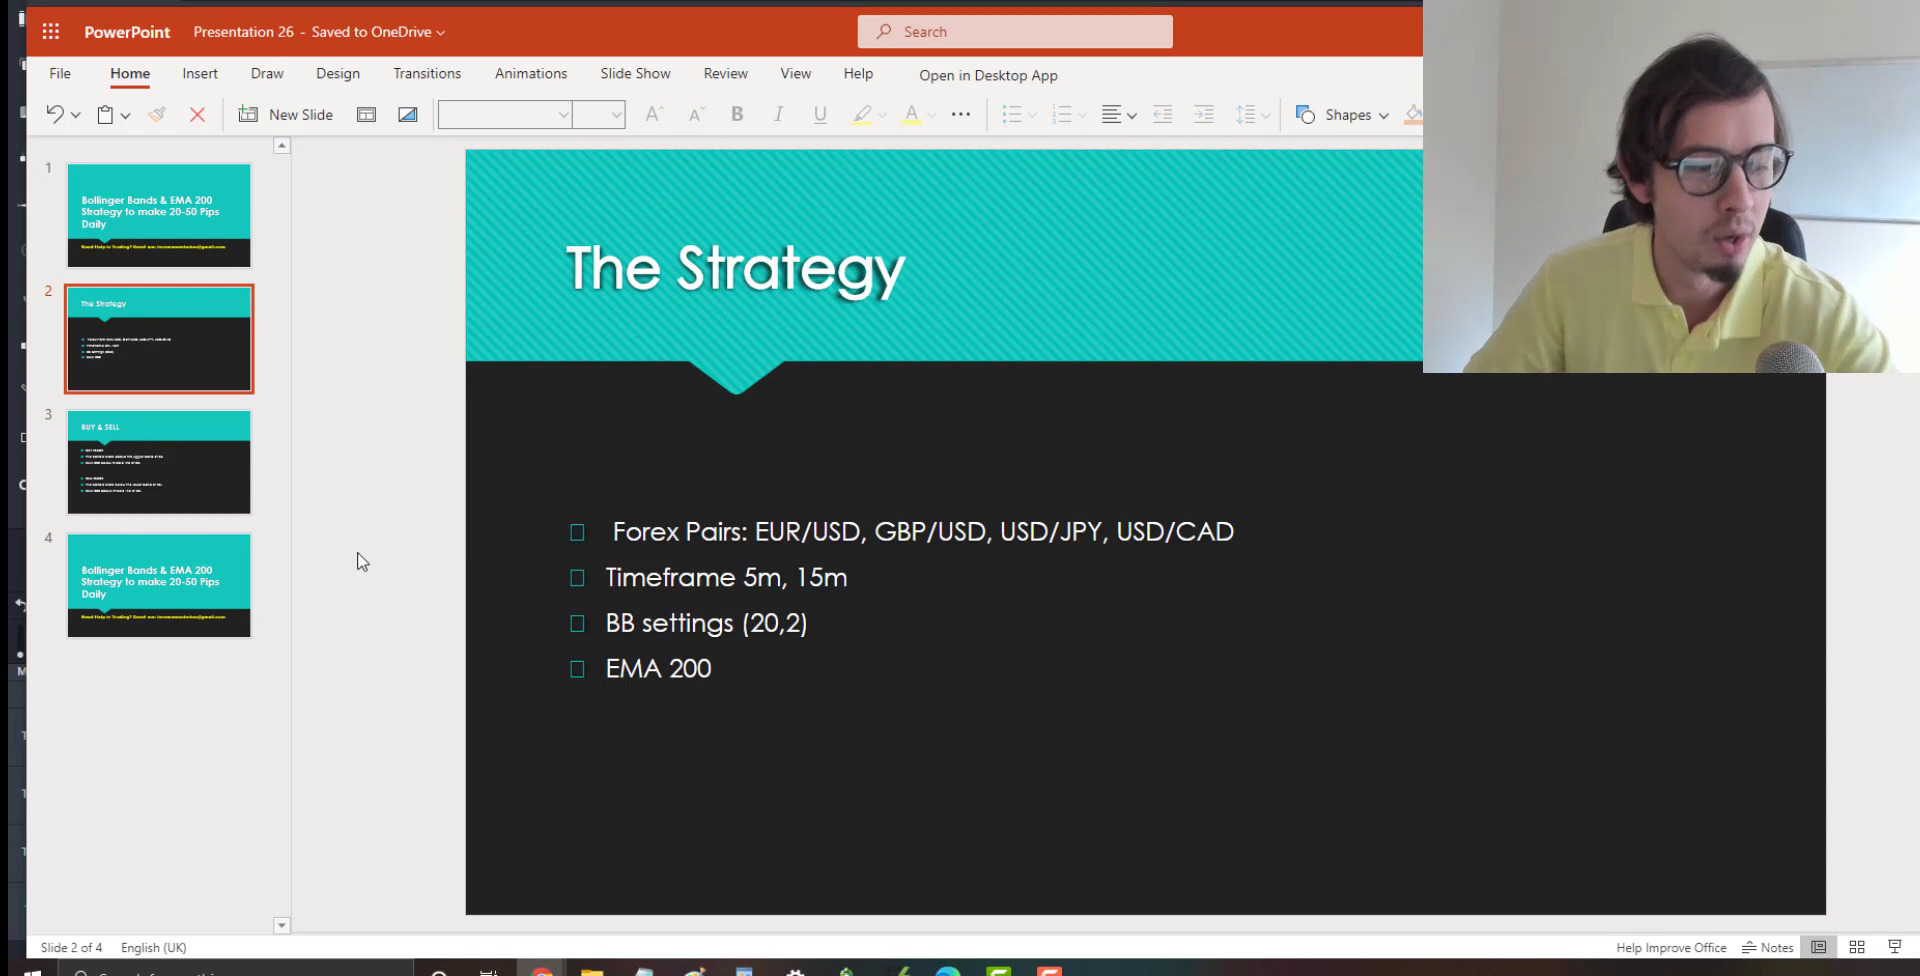 PowerPoint Presentation 26 - Saved to OneDrive Search
File Home Insert Draw Design Transitions Animations Slide Show Review View Help Open in Desktop App
New Slide A A B I U A Shapes
1
Bollinger Bands & EMA 200
Strategy to make 20-50 Pips
Daily
2
The Strategy
3
BUY & SELL
4
Bollinger Bands & EMA 200
Strategy to make 20-50 Pips
Daily
The Strategy
Forex Pairs: EUR/USD, GBP/USD, USD/JPY, USD/CAD
Timeframe 5m, 15m
BB settings (20,2)
EMA 200
Slide 2 of 4 English (UK) Help Improve Office Notes